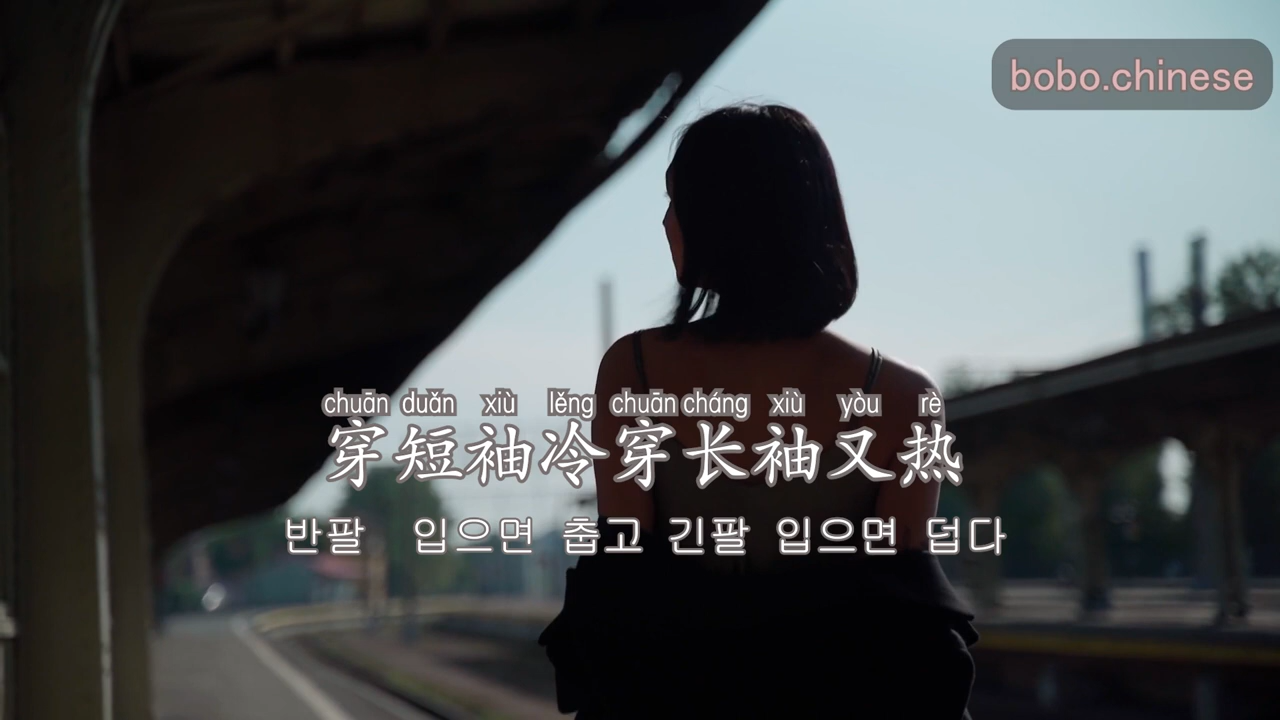 bobo.chinese
chuān duǎn xiù lěng chuān cháng xiù yòu rè
穿短袖冷穿长袖又热
반팔 입으면 춥고 긴팔 입으면 덥다